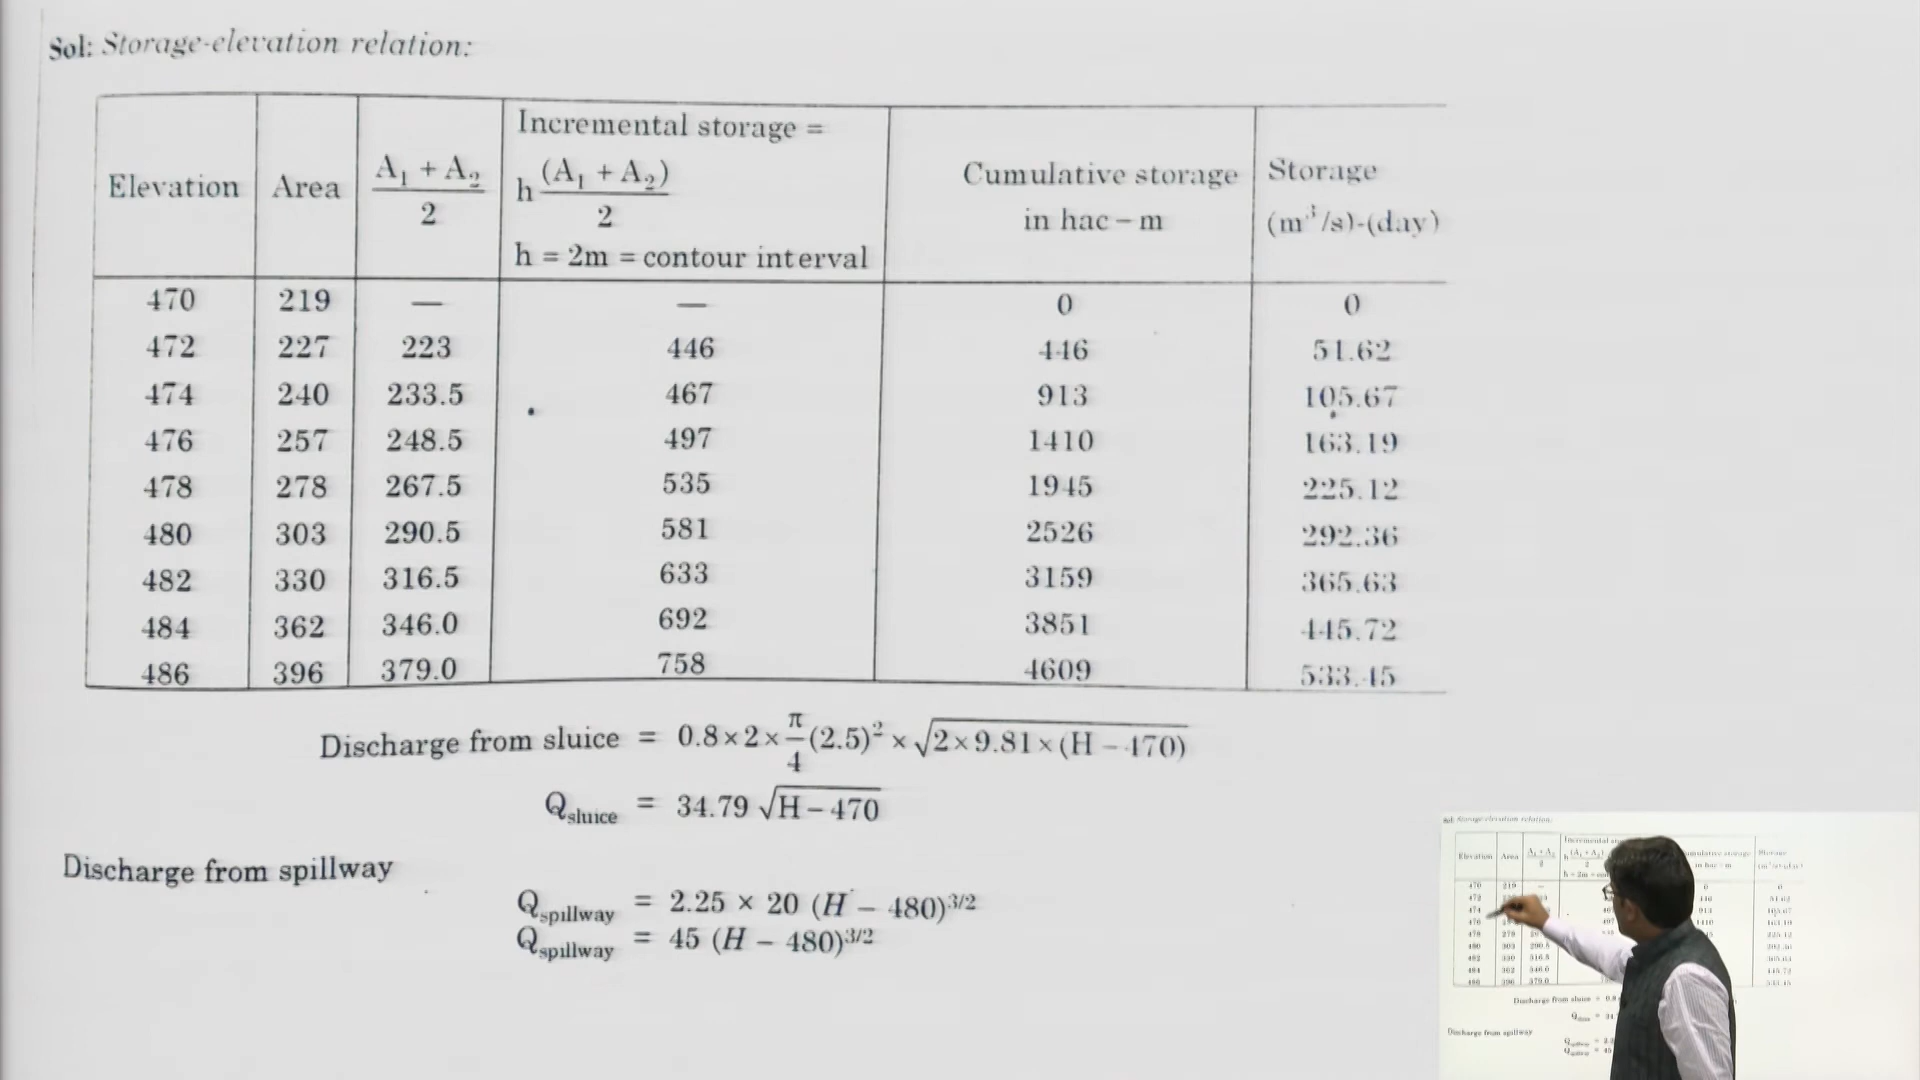 Sol: Storage-elevation relation:
Elevation | Area | A₁ + A₂ / 2 | Incremental storage = h (A₁ + A₂) / 2 h = 2m = contour interval | Cumulative storage in hac – m | Storage (m³/s)-(day)
470 | 219 | — | — | 0 | 0
472 | 227 | 223 | 446 | 446 | 51.62
474 | 240 | 233.5 | 467 | 913 | 105.67
476 | 257 | 248.5 | 497 | 1410 | 163.19
478 | 278 | 267.5 | 535 | 1945 | 225.12
480 | 303 | 290.5 | 581 | 2526 | 292.36
482 | 330 | 316.5 | 633 | 3159 | 365.63
484 | 362 | 346.0 | 692 | 3851 | 445.72
486 | 396 | 379.0 | 758 | 4609 | 533.45
Discharge from sluice = 0.8 × 2 × π/4 (2.5)² × √(2 × 9.81 × (H – 470))
Q_sluice = 34.79 √(H – 470)
Discharge from spillway
Q_spillway = 2.25 × 20 (H – 480)^3/2
Q_spillway = 45 (H – 480)^3/2